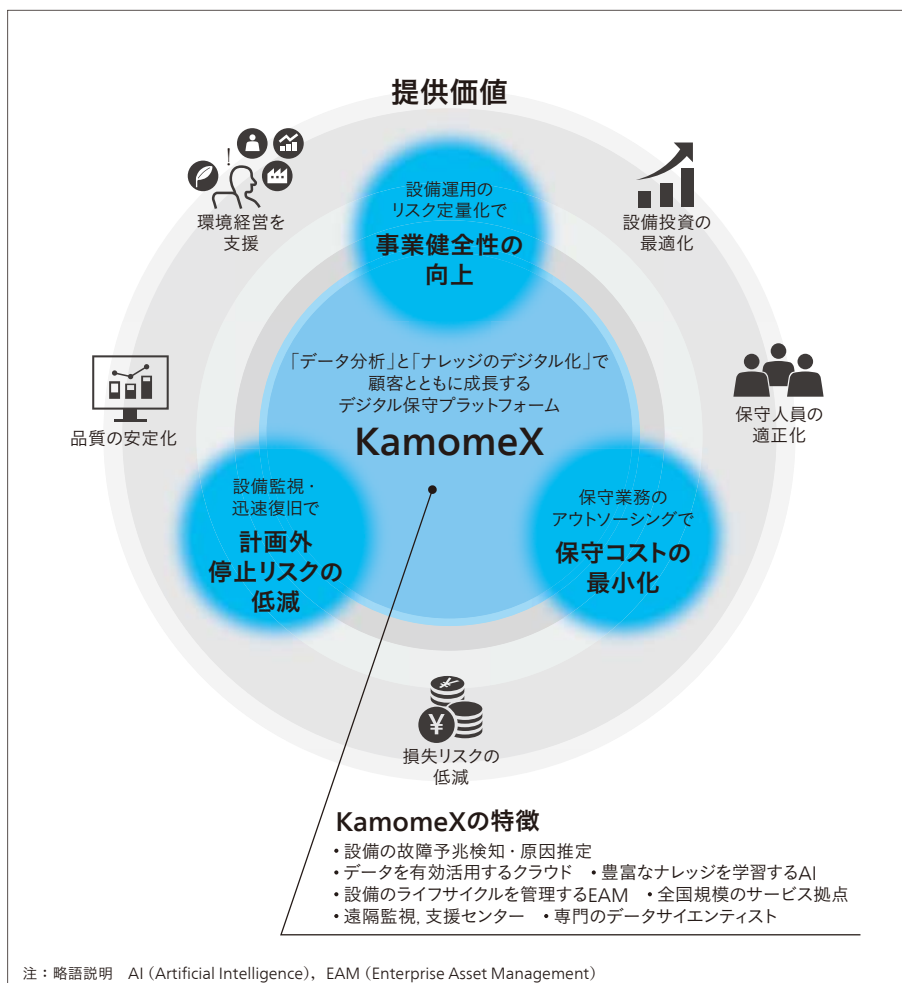 提供価値
環境経営を
支援
設備運用の
リスク定量化で
事業健全性の
向上
設備投資の
最適化
「データ分析」と「ナレッジのデジタル化」で
顧客とともに成長する
デジタル保守プラットフォーム
KamomeX
品質の安定化
保守人員の
適正化
設備監視・
迅速復旧で
計画外
停止リスクの
低減
保守業務の
アウトソーシングで
保守コストの
最小化
¥
¥
損失リスクの
低減
KamomeXの特徴
・設備の故障予兆検知・原因推定
・データを有効活用するクラウド ・豊富なナレッジを学習するAI
・設備のライフサイクルを管理するEAM ・全国規模のサービス拠点
・遠隔監視, 支援センター ・専門のデータサイエンティスト
注：略語説明　AI（Artificial Intelligence），EAM（Enterprise Asset Management）